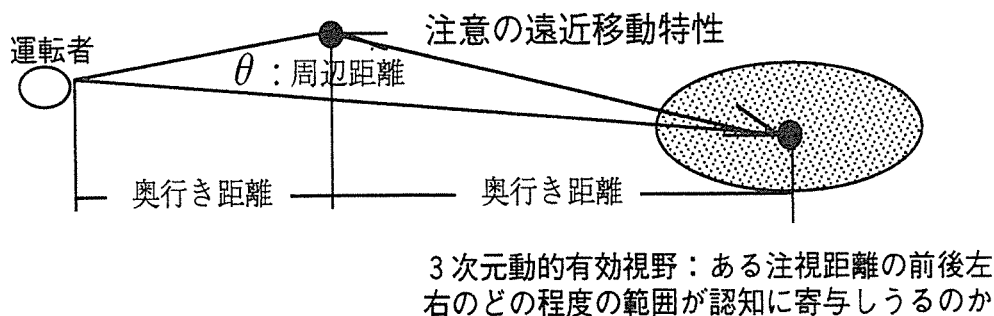 注意の遠近移動特性
運転者
θ：周辺距離
奥行き距離
奥行き距離
3次元動的有効視野：ある注視距離の前後左
右のどの程度の範囲が認知に寄与しうるのか